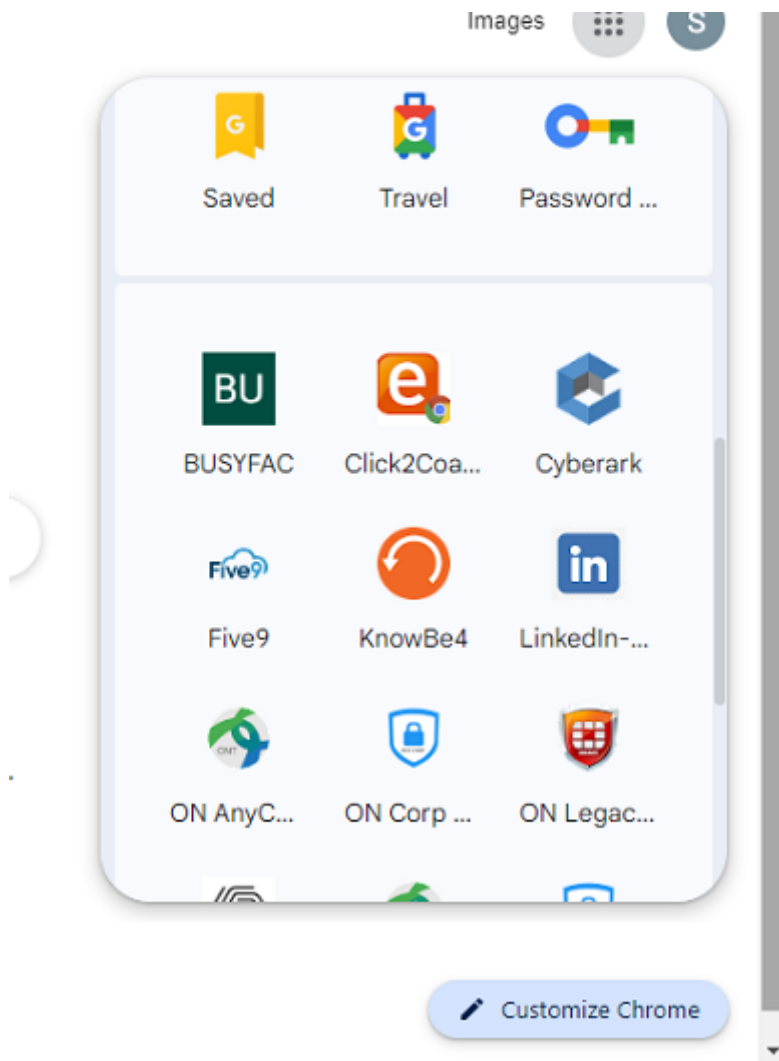 Images S
G G
Saved Travel Password ...
BU e
BUSYFAC Click2Coa... Cyberark
Five9 in
Five9 KnowBe4 LinkedIn-...
ONT
ON AnyC... ON Corp ... ON Legac...
Customize Chrome